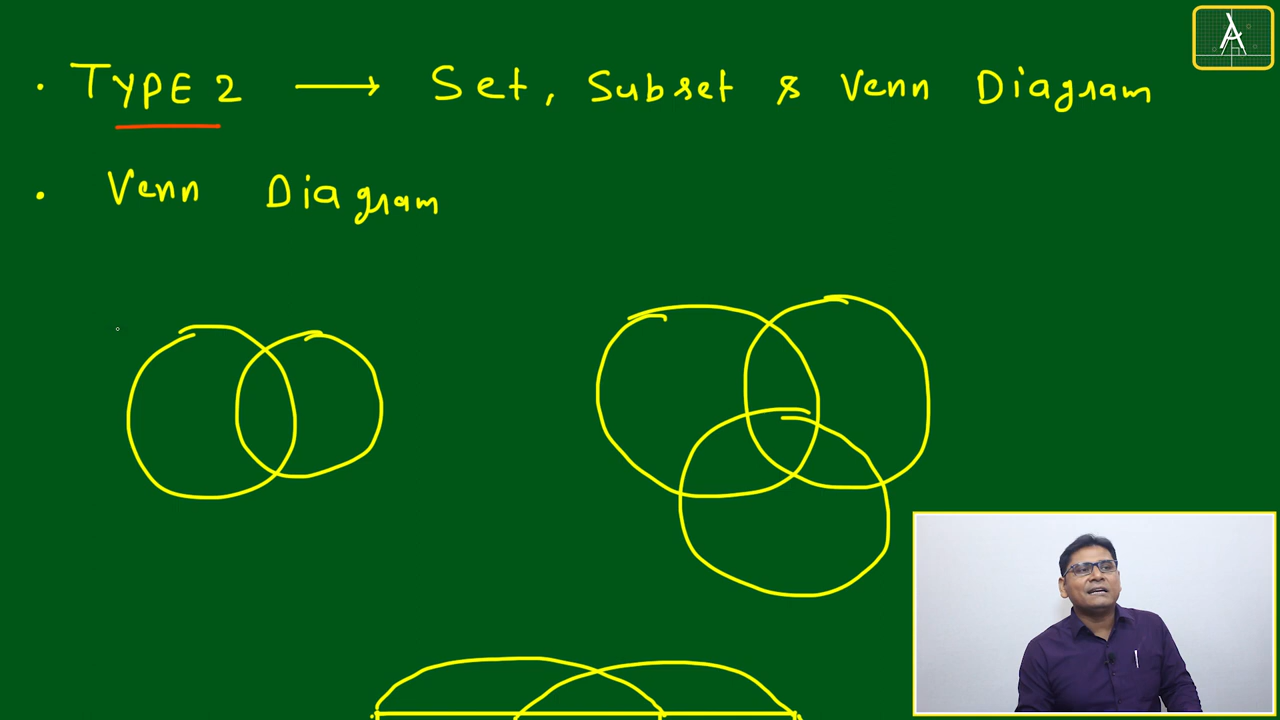 • TYPE 2 → Set, Subset & Venn Diagram
• Venn Diagram
A